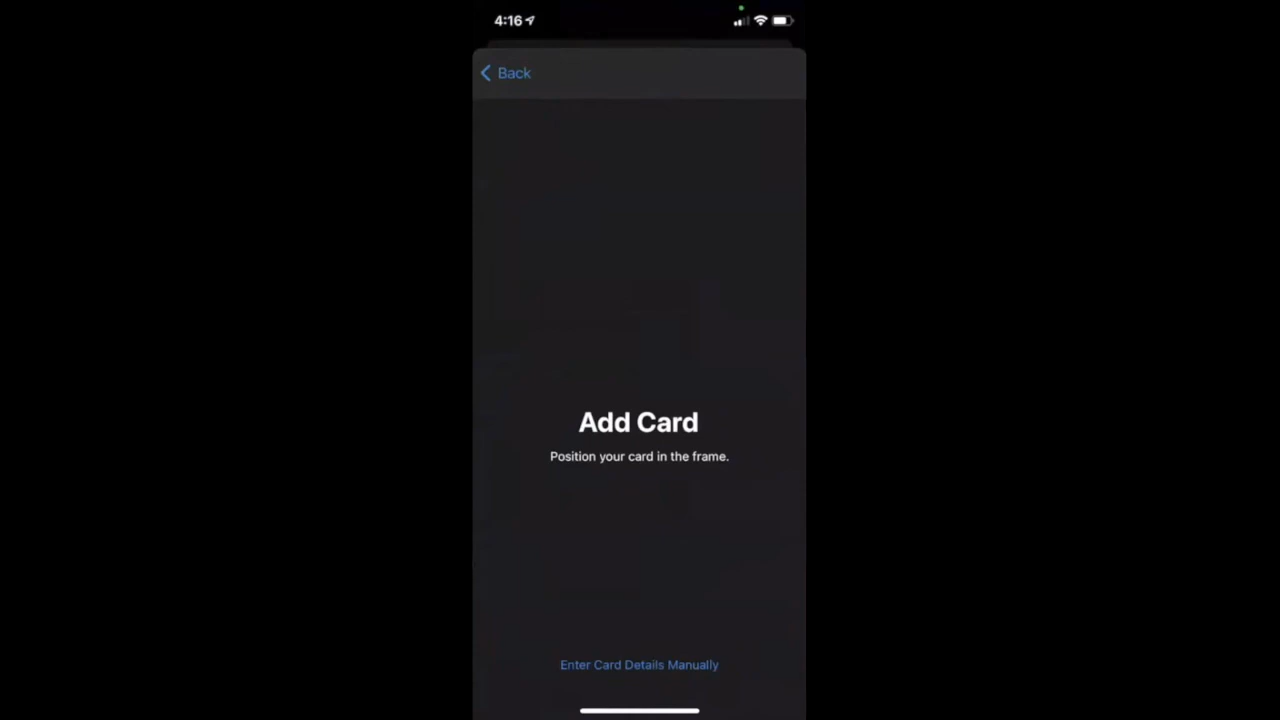 4:16
Back
Add Card
Position your card in the frame.
Enter Card Details Manually